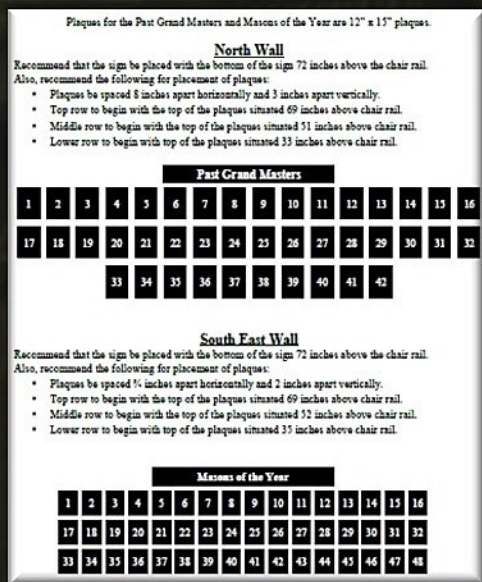 Plaques for the Past Grand Masters and Masons of the Year are 12" x 15" plaques.
North Wall
Recommend that the sign be placed with the bottom of the sign 72 inches above the chair rail.
Also, recommend the following for placement of plaques:
• Plaques be spaced 8 inches apart horizontally and 3 inches apart vertically.
• Top row to begin with the top of the plaques situated 69 inches above chair rail.
• Middle row to begin with the top of the plaques situated 51 inches above chair rail.
• Lower row to begin with the top of the plaques situated 33 inches above chair rail.
Past Grand Masters
1 2 3 4 5 6 7 8 9 10 11 12 13 14 15 16
17 18 19 20 21 22 23 24 25 26 27 28 29 30 31 32
33 34 35 36 37 38 39 40 41 42
South East Wall
Recommend that the sign be placed with the bottom of the sign 72 inches above the chair rail.
Also, recommend the following for placement of plaques:
• Plaques be spaced ¾ inches apart horizontally and 2 inches apart vertically.
• Top row to begin with the top of the plaques situated 69 inches above chair rail.
• Middle row to begin with the top of the plaques situated 52 inches above chair rail.
• Lower row to begin with the top of the plaques situated 35 inches above chair rail.
Masons of the Year
1 2 3 4 5 6 7 8 9 10 11 12 13 14 15 16
17 18 19 20 21 22 23 24 25 26 27 28 29 30 31 32
33 34 35 36 37 38 39 40 41 42 43 44 45 46 47 48